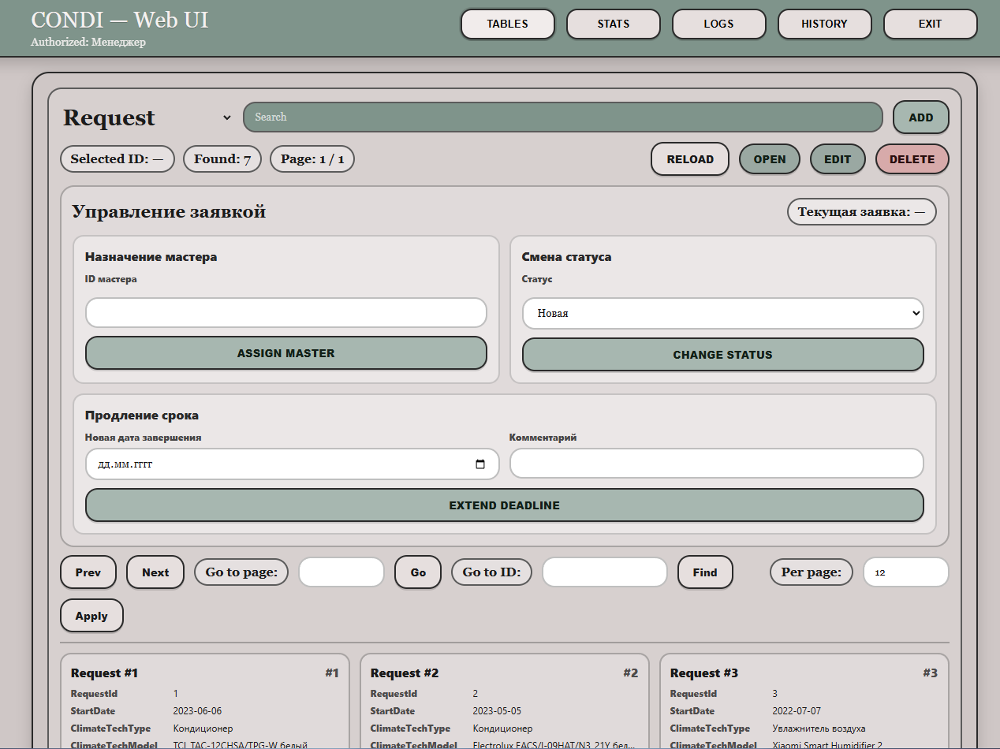 CONDI — Web UI
Authorized: Менеджер
TABLES STATS LOGS HISTORY EXIT
Request Search ADD
Selected ID: — Found: 7 Page: 1 / 1 RELOAD OPEN EDIT DELETE
Управление заявкой Текущая заявка: —
Назначение мастера Смена статуса
ID мастера Статус
Новая
ASSIGN MASTER CHANGE STATUS
Продление срока
Новая дата завершения Комментарий
дд.мм.гггг
EXTEND DEADLINE
Prev Next Go to page: Go Go to ID: Find Per page: 12
Apply
Request #1 #1 Request #2 #2 Request #3 #3
RequestId 1 RequestId 2 RequestId 3
StartDate 2023-06-06 StartDate 2023-05-05 StartDate 2022-07-07
ClimateTechType Кондиционер ClimateTechType Кондиционер ClimateTechType Увлажнитель воздуха
ClimateTechModel TCL TAC-12CHSA/TPG-W белый ClimateTechModel Electrolux EACS/I-09HAT/N3_21Y бел... ClimateTechModel Xiaomi Smart Humidifier 2